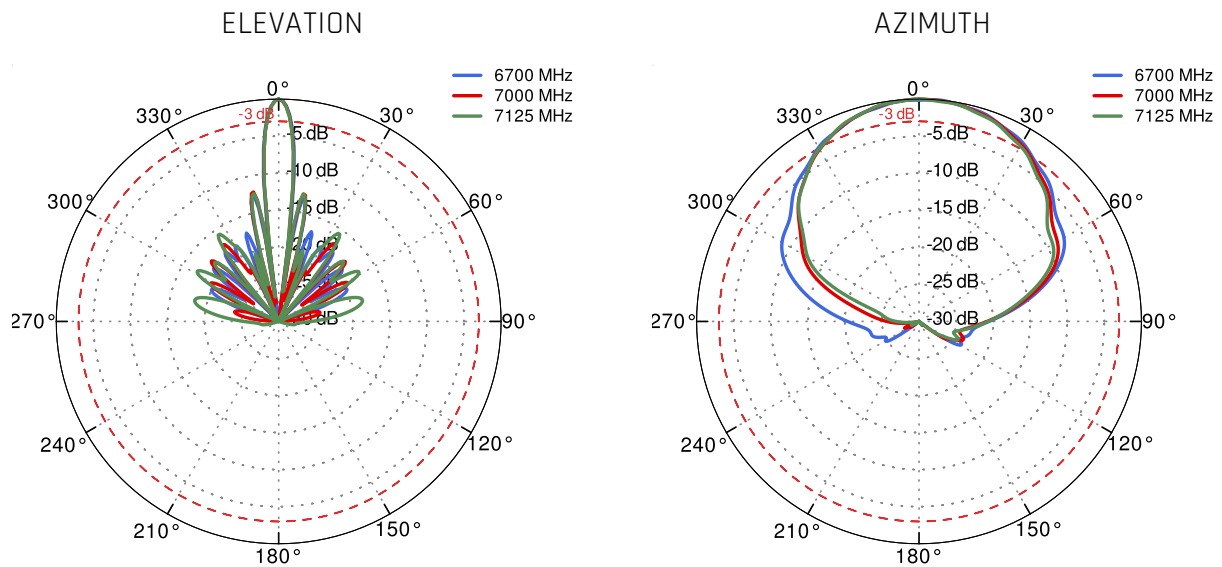 ELEVATION
6700 MHz
7000 MHz
7125 MHz
0°
30°
60°
90°
120°
150°
180°
210°
240°
270°
300°
330°
-3 dB
-5 dB
-10 dB
AZIMUTH
6700 MHz
7000 MHz
7125 MHz
0°
30°
60°
90°
120°
150°
180°
210°
240°
270°
300°
330°
-3 dB
-5 dB
-10 dB
-15 dB
-20 dB
-25 dB
-30 dB